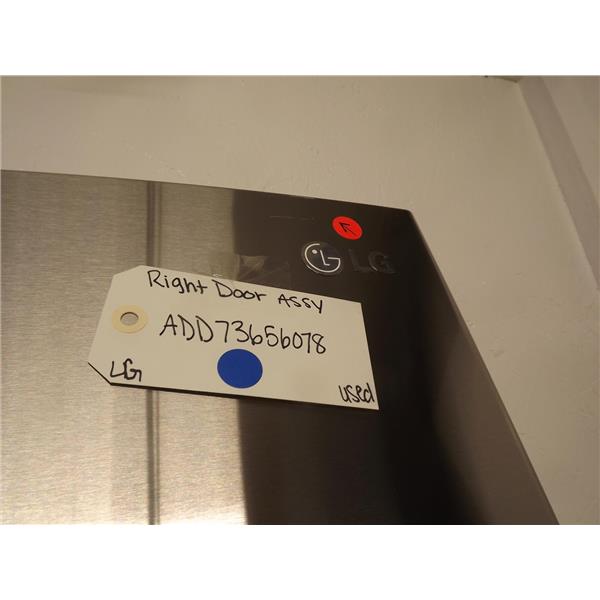 LG
Right Door Assy
ADD73656078
LG
used